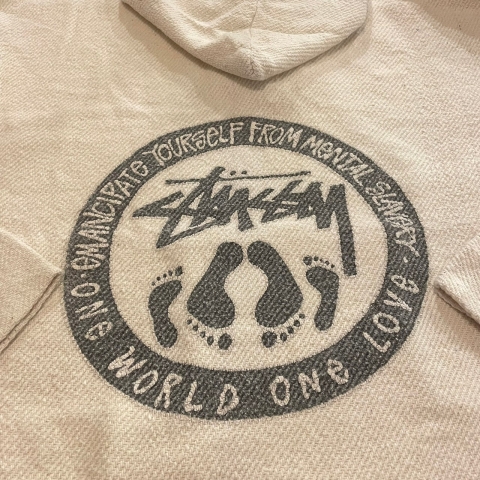 EMANCIPATE YOURSELF FROM MENTAL SLAVERY·
STÜSSY
ONE WORLD ONE LOVE